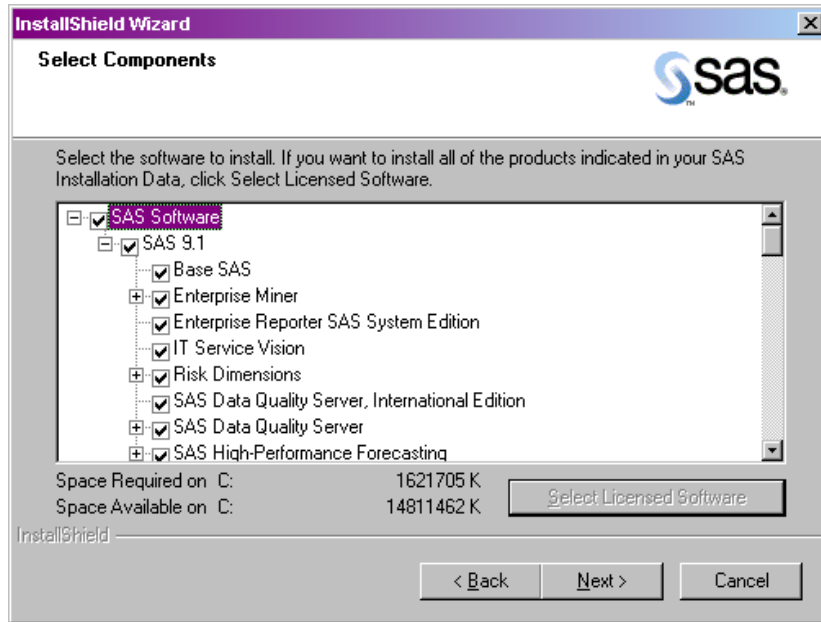 InstallShield Wizard
Select Components
sas.
TM
Select the software to install. If you want to install all of the products indicated in your SAS
Installation Data, click Select Licensed Software.
SAS Software
SAS 9.1
Base SAS
Enterprise Miner
Enterprise Reporter SAS System Edition
IT Service Vision
Risk Dimensions
SAS Data Quality Server, International Edition
SAS Data Quality Server
SAS High-Performance Forecasting
Space Required on C: 1621705 K
Space Available on C: 14811462 K
Select Licensed Software
InstallShield
< Back Next > Cancel